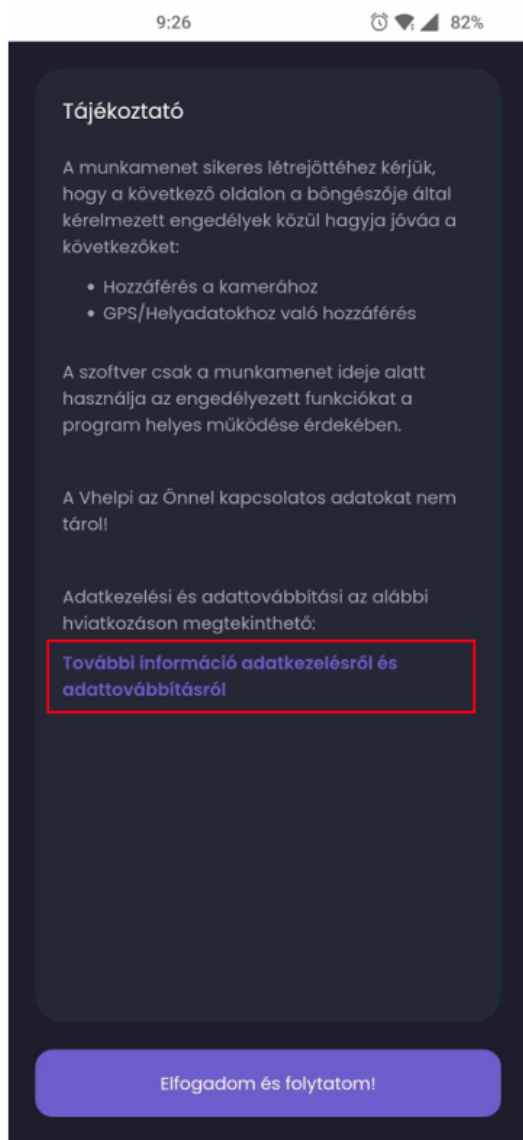 9:26 82%
Tájékoztató
A munkamenet sikeres létrejöttéhez kérjük,
hogy a következő oldalon a böngészője által
kérelmezett engedélyek közül hagyja jóváa a
következőket:
• Hozzáférés a kamerához
• GPS/Helyadatokhoz való hozzáférés
A szoftver csak a munkamenet ideje alatt
használja az engedélyezett funkciókat a
program helyes működése érdekében.
A Vhelpi az Önnel kapcsolatos adatokat nem
tárol!
Adatkezelési és adattovábbítási az alábbi
hviatkozáson megtekinthető:
További információ adatkezelésről és
adattovábbításról
Elfogadom és folytatom!